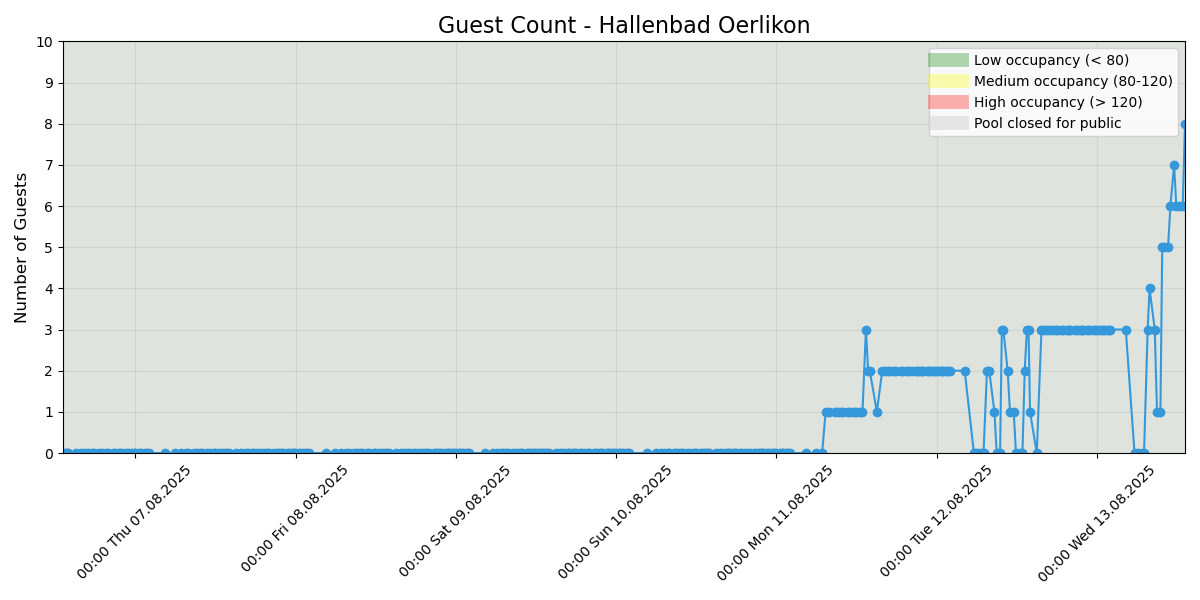 Guest Count - Hallenbad Oerlikon
Number of Guests
10
9
8
7
6
5
4
3
2
1
0
Low occupancy (< 80)
Medium occupancy (80-120)
High occupancy (> 120)
Pool closed for public
00:00 Thu 07.08.2025
00:00 Fri 08.08.2025
00:00 Sat 09.08.2025
00:00 Sun 10.08.2025
00:00 Mon 11.08.2025
00:00 Tue 12.08.2025
00:00 Wed 13.08.2025